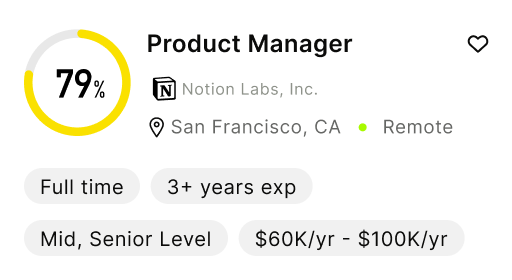 79%
Product Manager
N Notion Labs, Inc.
San Francisco, CA Remote
Full time 3+ years exp
Mid, Senior Level $60K/yr - $100K/yr